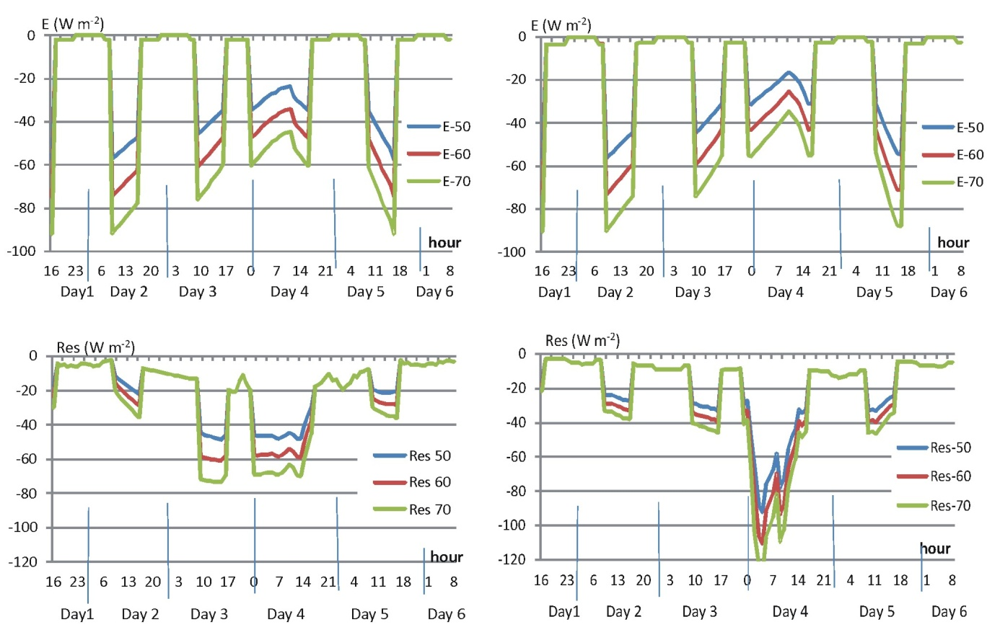 E (W m-2)
0
-20
-40
-60
-80
-100
E-50
E-60
E-70
hour
16 23 6 13 20 3 10 17 0 7 14 21 4 11 18 1 8
Day1 Day 2 Day 3 Day 4 Day 5 Day 6
E (W m-2)
0
-20
-40
-60
-80
-100
E-50
E-60
E-70
hour
16 23 6 13 20 3 10 17 0 7 14 21 4 11 18 1 8
Day1 Day 2 Day 3 Day 4 Day 5 Day 6
Res (W m-2)
0
-20
-40
-60
-80
-100
-120
Res 50
Res 60
Res 70
hour
16 23 6 13 20 3 10 17 0 7 14 21 4 11 18 1 8
Day1 Day 2 Day 3 Day 4 Day 5 Day 6
Res (W m-2)
0
-20
-40
-60
-80
-100
-120
Res-50
Res-60
Res-70
hour
16 23 6 13 20 3 10 17 0 7 14 21 4 11 18 1 8
Day1 Day 2 Day 3 Day 4 Day 5 Day 6